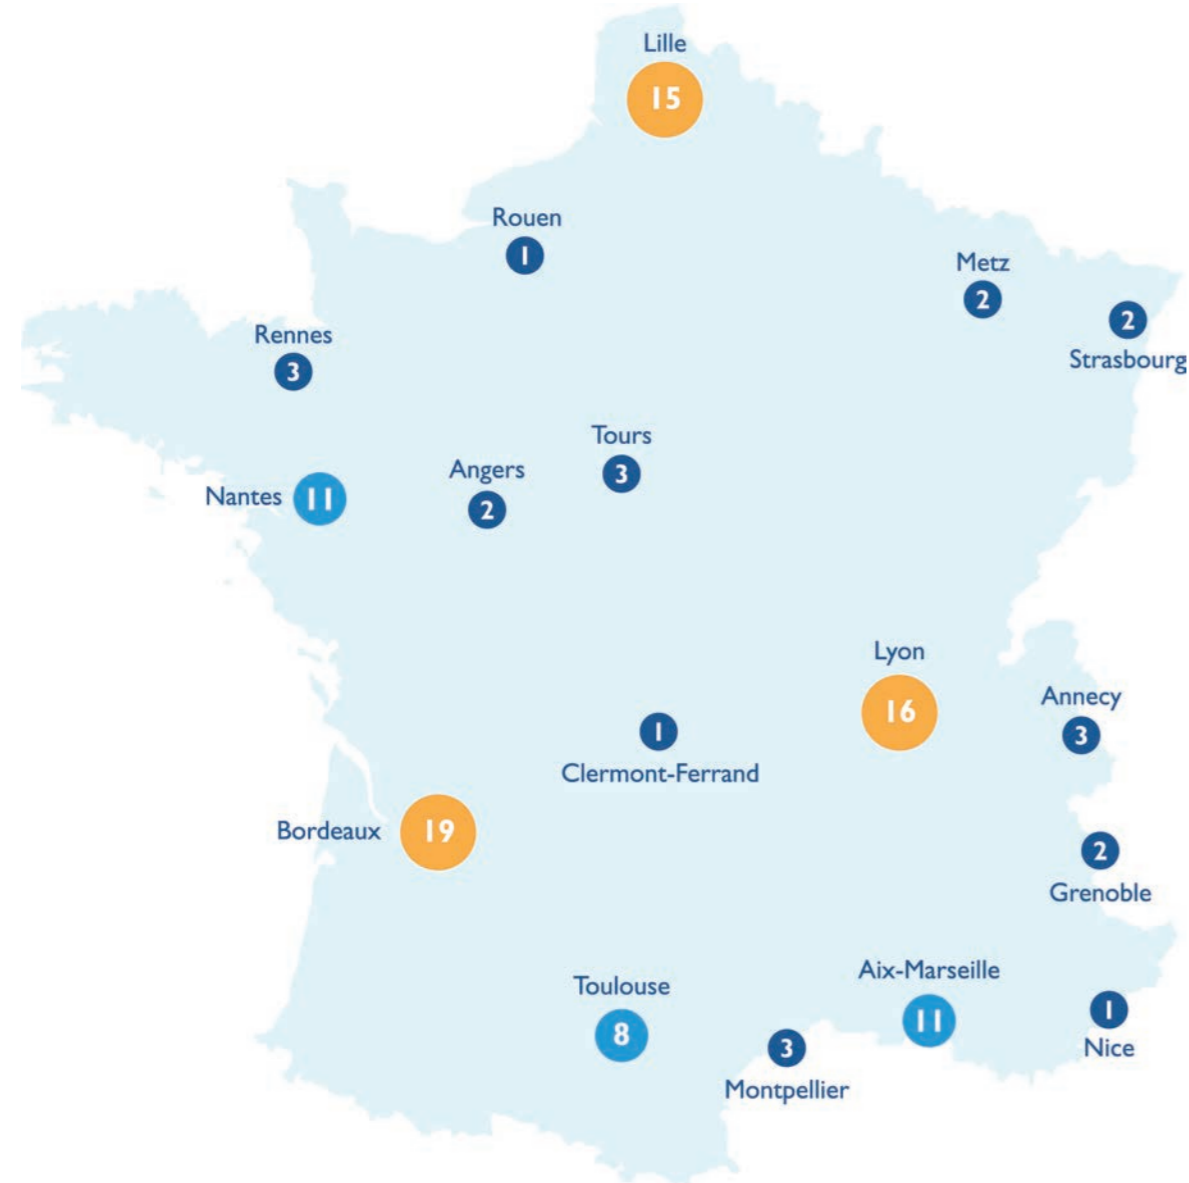 Lille
15
Rouen
1
Metz
2
2
Strasbourg
Rennes
3
Tours
3
Angers
2
Nantes 11
Lyon
16
Annecy
3
1
Clermont-Ferrand
Bordeaux 19
2
Grenoble
Aix-Marseille
11
Toulouse
8
1
Nice
3
Montpellier